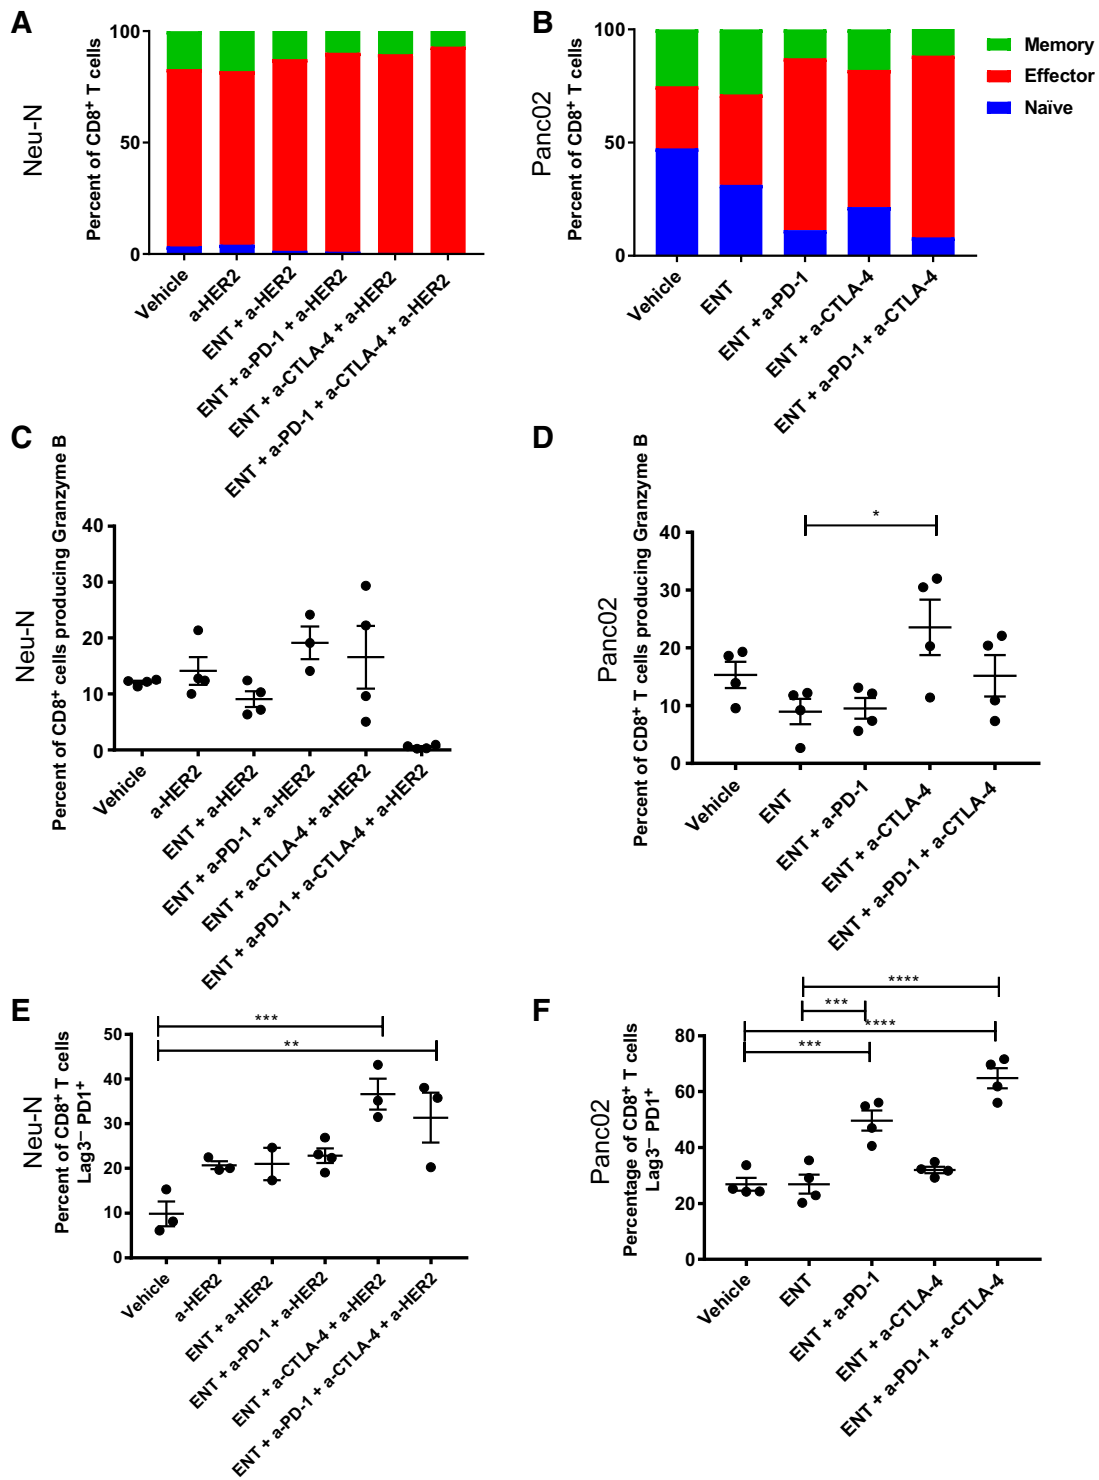 A
Neu-N
Percent of CD8+ T cells
100
50
0
Vehicle
a-HER2
ENT + a-HER2
ENT + a-PD-1 + a-HER2
ENT + a-CTLA-4 + a-HER2
ENT + a-PD-1 + a-CTLA-4 + a-HER2
B
Panc02
Percent of CD8+ T cells
100
50
0
Vehicle
ENT
ENT + a-PD-1
ENT + a-CTLA-4
ENT + a-PD-1 + a-CTLA-4
Memory
Effector
Naïve
C
Neu-N
Percent of CD8+ cells producing Granzyme B
40
30
20
10
0
Vehicle
a-HER2
ENT + a-HER2
ENT + a-PD-1 + a-HER2
ENT + a-CTLA-4 + a-HER2
ENT + a-PD-1 + a-CTLA-4 + a-HER2
D
Panc02
Percent of CD8+ T cells producing Granzyme B
*
40
30
20
10
0
Vehicle
ENT
ENT + a-PD-1
ENT + a-CTLA-4
ENT + a-PD-1 + a-CTLA-4
E
Neu-N
Percent of CD8+ T cells
Lag3– PD1+
***
**
50
40
30
20
10
0
Vehicle
a-HER2
ENT + a-HER2
ENT + a-PD-1 + a-HER2
ENT + a-CTLA-4 + a-HER2
ENT + a-PD-1 + a-CTLA-4 + a-HER2
F
Panc02
Percentage of CD8+ T cells
Lag3– PD1+
****
***
****
***
80
60
40
20
0
Vehicle
ENT
ENT + a-PD-1
ENT + a-CTLA-4
ENT + a-PD-1 + a-CTLA-4